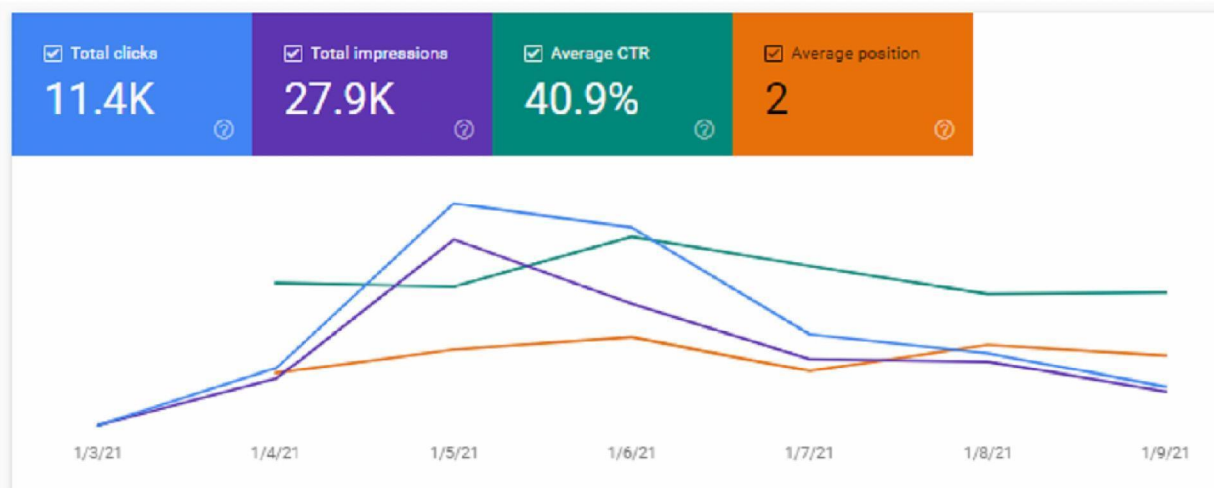 Total clicks Total impressions Average CTR Average position
11.4K 27.9K 40.9% 2
1/3/21 1/4/21 1/5/21 1/6/21 1/7/21 1/8/21 1/9/21